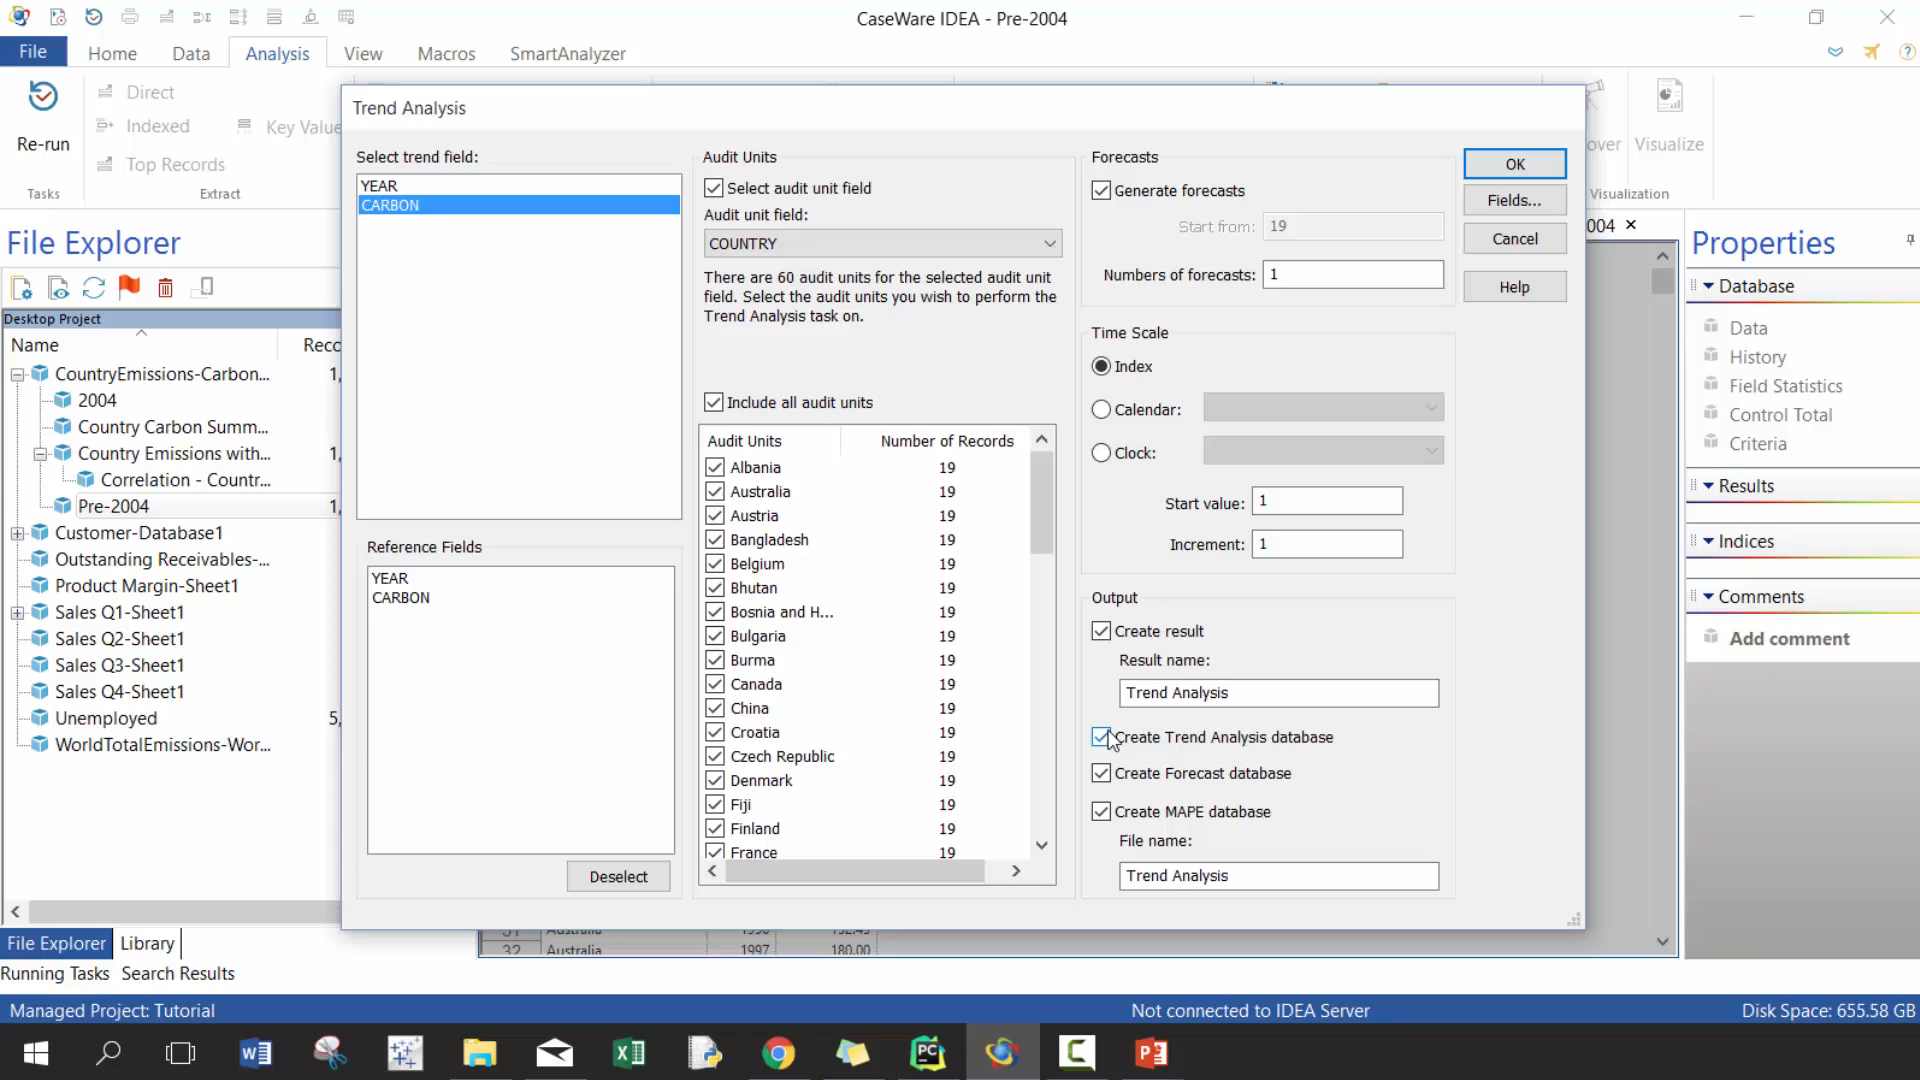 CaseWare IDEA - Pre-2004
File
Home
Data
Analysis
View
Macros
SmartAnalyzer
Re-run
Tasks
Direct
Indexed
Key Value
Top Records
Extract
Visualize
Visualization
File Explorer
Desktop Project
Name
Reco
CountryEmissions-Carbon...
1,
2004
Country Carbon Summ...
Country Emissions with...
1,
Correlation - Countr...
Pre-2004
1,
Customer-Database1
Outstanding Receivables-...
Product Margin-Sheet1
Sales Q1-Sheet1
Sales Q2-Sheet1
Sales Q3-Sheet1
Sales Q4-Sheet1
Unemployed
5,
WorldTotalEmissions-Wor...
File Explorer
Library
Running Tasks
Search Results
Trend Analysis
Select trend field:
YEAR
CARBON
Reference Fields
YEAR
CARBON
Deselect
Audit Units
Select audit unit field
Audit unit field:
COUNTRY
There are 60 audit units for the selected audit unit
field. Select the audit units you wish to perform the
Trend Analysis task on.
Include all audit units
Audit Units Number of Records
Albania 19
Australia 19
Austria 19
Bangladesh 19
Belgium 19
Bhutan 19
Bosnia and H... 19
Bulgaria 19
Burma 19
Canada 19
China 19
Croatia 19
Czech Republic 19
Denmark 19
Fiji 19
Finland 19
France 19
Forecasts
Generate forecasts
Start from: 19
Numbers of forecasts: 1
Time Scale
Index
Calendar:
Clock:
Start value: 1
Increment: 1
Output
Create result
Result name:
Trend Analysis
Create Trend Analysis database
Create Forecast database
Create MAPE database
File name:
Trend Analysis
OK
Fields...
Cancel
Help
004
32 Australia 1997 180.00
Properties
Database
Data
History
Field Statistics
Control Total
Criteria
Results
Indices
Comments
Add comment
Managed Project: Tutorial
Not connected to IDEA Server
Disk Space: 655.58 GB